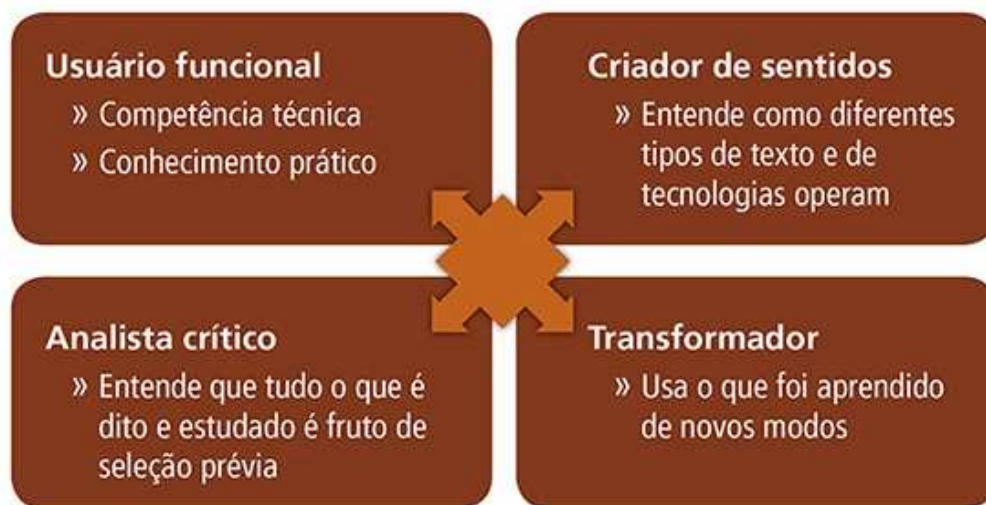 Usuário funcional
» Competência técnica
» Conhecimento prático
Criador de sentidos
» Entende como diferentes
tipos de texto e de
tecnologias operam
Analista crítico
» Entende que tudo o que é
dito e estudado é fruto de
seleção prévia
Transformador
» Usa o que foi aprendido
de novos modos